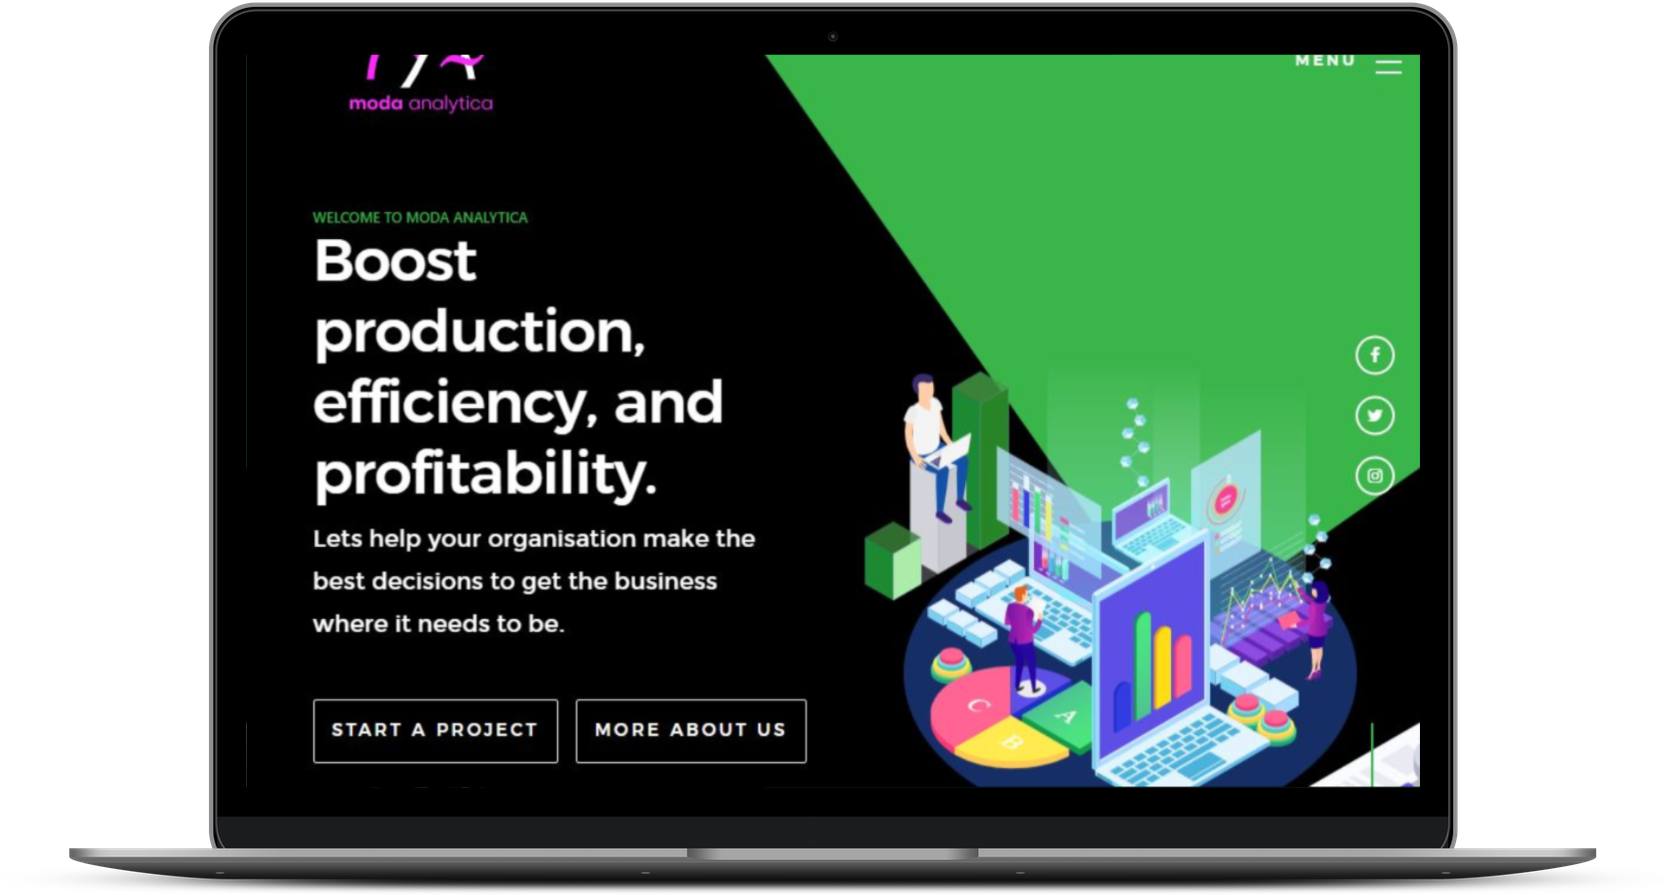 moda analytica
MENU
WELCOME TO MODA ANALYTICA
Boost
production,
efficiency, and
profitability.
Lets help your organisation make the
best decisions to get the business
where it needs to be.
START A PROJECT
MORE ABOUT US
C
A
B